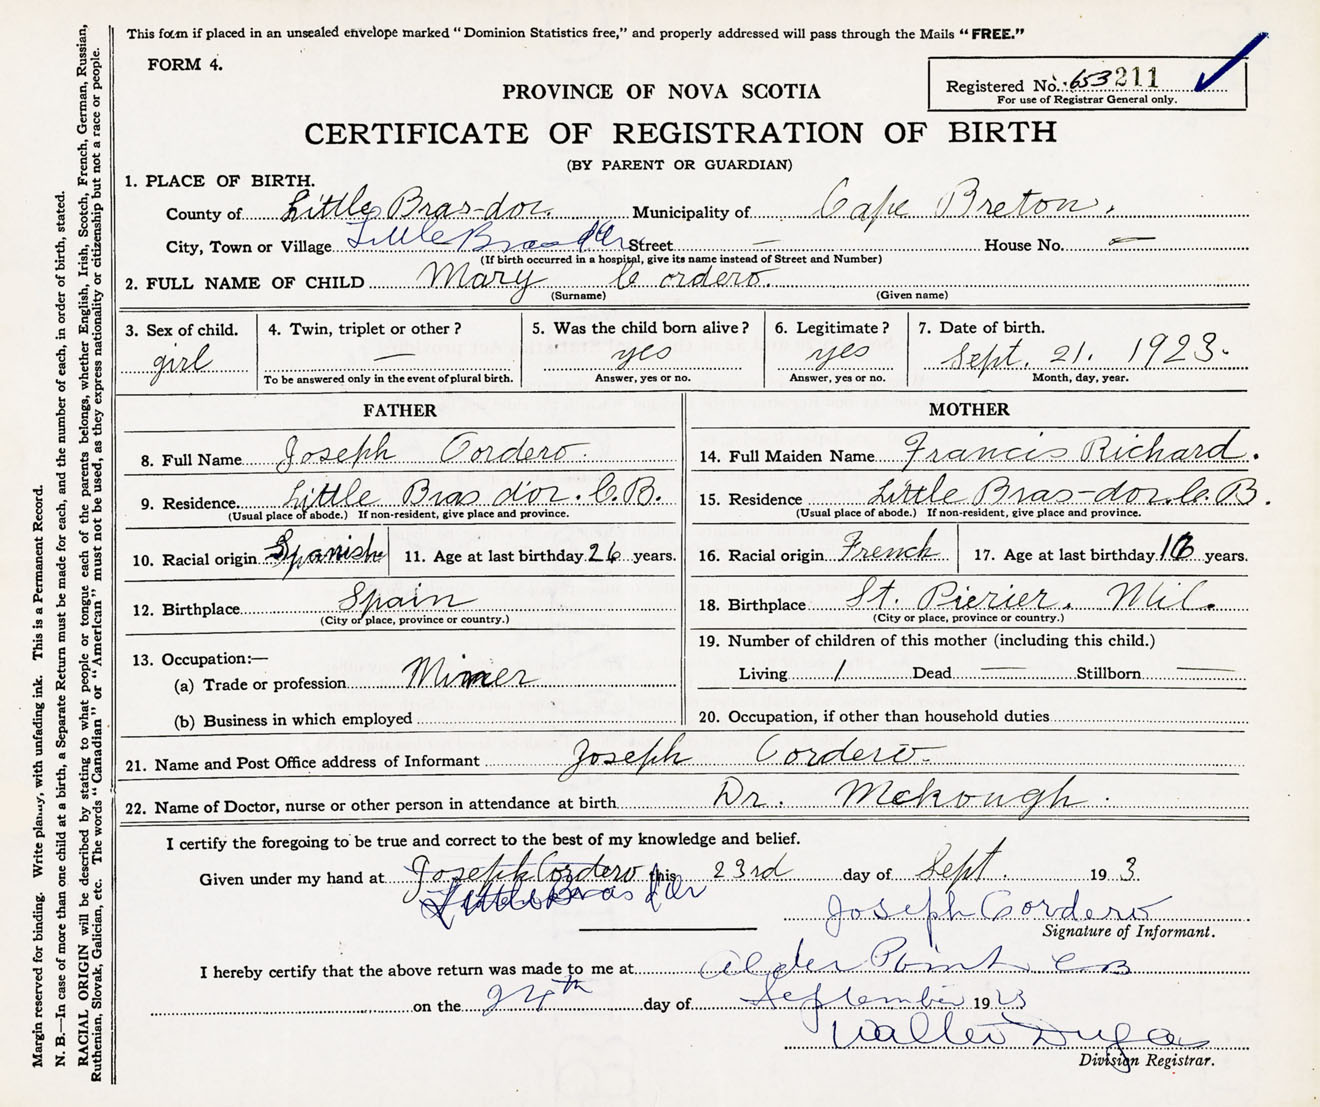 This form if placed in an unsealed envelope marked "Dominion Statistics free," and properly addressed will pass through the Mails "FREE."
FORM 4.
Registered No. 653211
For use of Registrar General only.
PROVINCE OF NOVA SCOTIA
CERTIFICATE OF REGISTRATION OF BIRTH
(BY PARENT OR GUARDIAN)
1. PLACE OF BIRTH.
County of Little Bras-dor. Municipality of Cape Breton.
City, Town or Village Little Bras d'Or Street — House No. —
(If birth occurred in a hospital, give its name instead of Street and Number)
2. FULL NAME OF CHILD Mary Cordero.
(Surname) (Given name)
3. Sex of child. 4. Twin, triplet or other? 5. Was the child born alive? 6. Legitimate? 7. Date of birth.
girl — yes yes Sept. 21. 1923.
To be answered only in the event of plural birth. Answer, yes or no. Answer, yes or no. Month, day, year.
FATHER
8. Full Name Joseph Cordero.
9. Residence Little Bras d'or. C.B.
(Usual place of abode.) If non-resident, give place and province.
10. Racial origin Spanish 11. Age at last birthday 26 years.
12. Birthplace Spain
(City or place, province or country.)
13. Occupation:—
(a) Trade or profession Miner
(b) Business in which employed
MOTHER
14. Full Maiden Name Francis Richard.
15. Residence Little Bras-dor. C.B.
(Usual place of abode.) If non-resident, give place and province.
16. Racial origin French 17. Age at last birthday years.
18. Birthplace St. Pierier. Mil.
(City or place, province or country.)
19. Number of children of this mother (including this child.)
Living 1 Dead — Stillborn —
20. Occupation, if other than household duties
21. Name and Post Office address of Informant Joseph Cordero.
22. Name of Doctor, nurse or other person in attendance at birth Dr. Mckough.
I certify the foregoing to be true and correct to the best of my knowledge and belief.
Given under my hand at Joseph Cordero this 23rd day of Sept. 193.
Little Bras d'Or
Joseph Cordero
Signature of Informant.
I hereby certify that the above return was made to me at Alder Point CB
on the 24th day of September 1923
Walter Dugas
Division Registrar.
Margin reserved for binding. Write plainly, with unfading ink. This is a Permanent Record.
N. B.—In case of more than one child at a birth, a Separate Return must be made for each, and the number of each, in order of birth, stated.
RACIAL ORIGIN will be described by stating to what people or tongue each of the parents belongs, whether English, Irish, Scotch, French, German, Russian,
Ruthenian, Slovak, Galician, etc. The words "Canadian" or "American" must not be used, as they express nationality or citizenship but not a race or people.